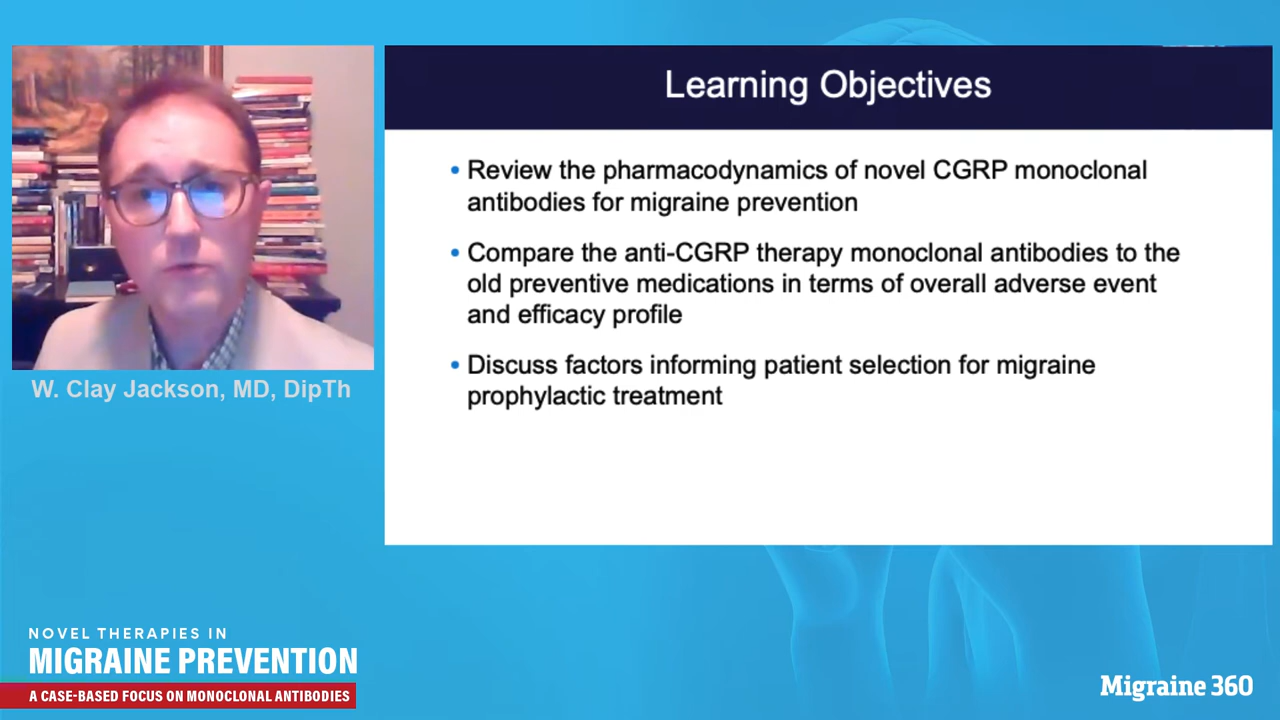 Learning Objectives
• Review the pharmacodynamics of novel CGRP monoclonal
antibodies for migraine prevention
• Compare the anti-CGRP therapy monoclonal antibodies to the
old preventive medications in terms of overall adverse event
and efficacy profile
• Discuss factors informing patient selection for migraine
prophylactic treatment
W. Clay Jackson, MD, DipTh
NOVEL THERAPIES IN
MIGRAINE PREVENTION
A CASE-BASED FOCUS ON MONOCLONAL ANTIBODIES
Migraine 360